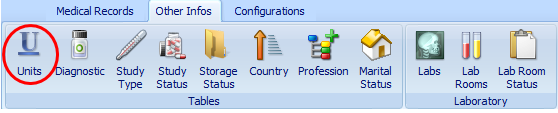 Medical Records Other Infos Configurations
U
Units Diagnostic Study Type Study Status Storage Status Country Profession Marital Status Labs Lab Rooms Lab Room Status
Tables Laboratory